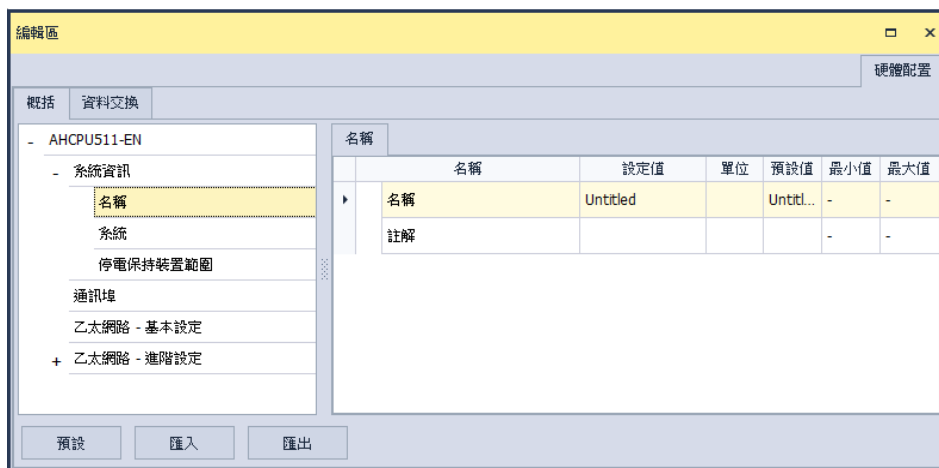 編輯區
硬體配置
概括 資料交換
- AHCPU511-EN
- 系統資訊
名稱
系統
停電保持裝置範圍
通訊埠
乙太網路 - 基本設定
+ 乙太網路 - 進階設定
名稱
名稱 設定值 單位 預設值 最小值 最大值
名稱 Untitled Untitl... - -
註解 - -
預設 匯入 匯出